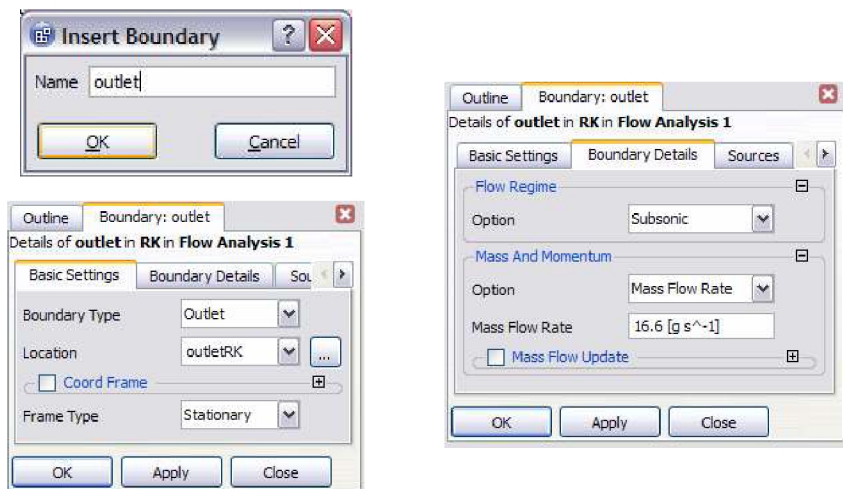 Insert Boundary
Name outlet
OK Cancel
Outline Boundary: outlet
Details of outlet in RK in Flow Analysis 1
Basic Settings Boundary Details
Boundary Type Outlet
Location outletRK ...
Coord Frame
Frame Type Stationary
OK Apply Close
Outline Boundary: outlet
Details of outlet in RK in Flow Analysis 1
Basic Settings Boundary Details Sources
Flow Regime
Option Subsonic
Mass And Momentum
Option Mass Flow Rate
Mass Flow Rate 16.6 [g s^-1]
Mass Flow Update
OK Apply Close